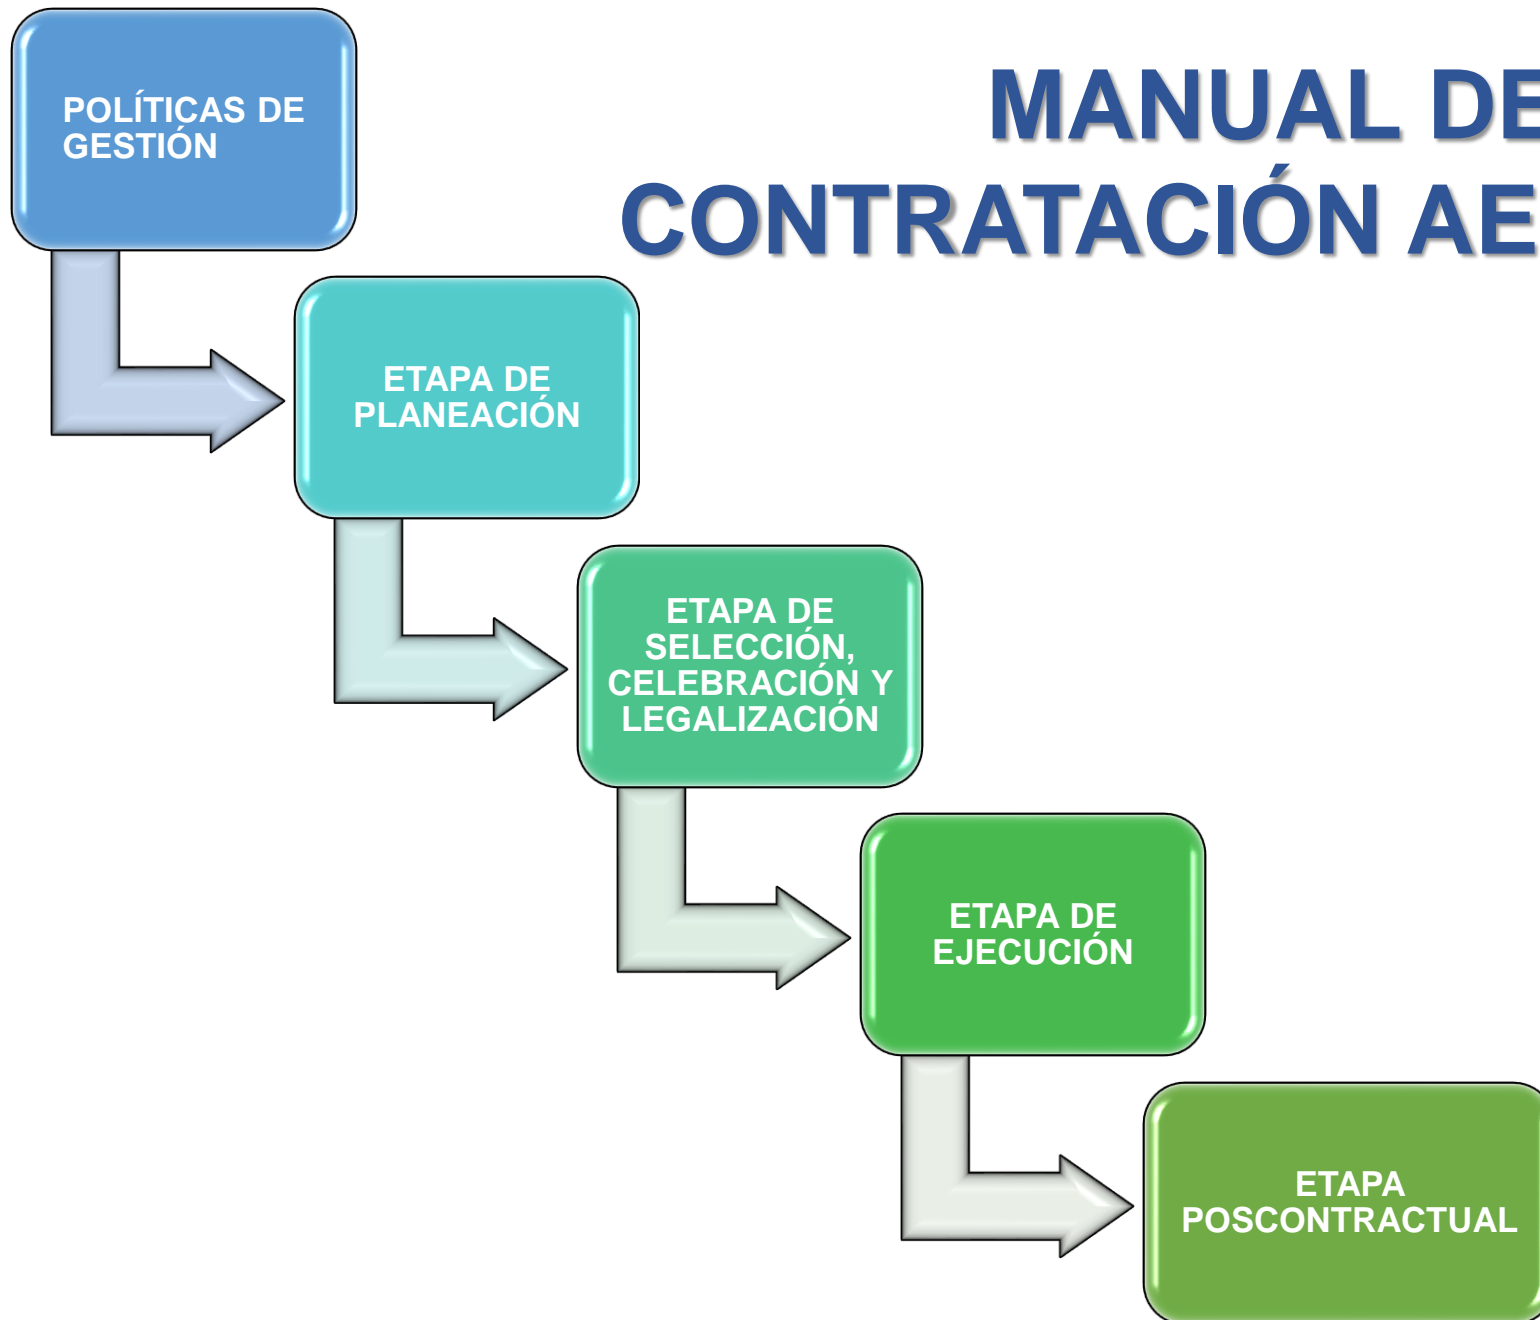 MANUAL DE
CONTRATACIÓN AE
POLÍTICAS DE
GESTIÓN
ETAPA DE
PLANEACIÓN
ETAPA DE
SELECCIÓN,
CELEBRACIÓN Y
LEGALIZACIÓN
ETAPA DE
EJECUCIÓN
ETAPA
POSCONTRACTUAL